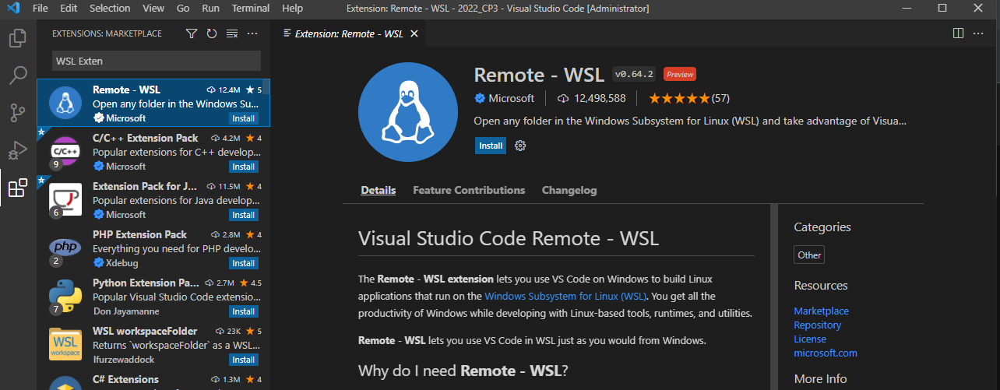 File Edit Selection View Go Run Terminal Help Extension: Remote - WSL - 2022_CP3 - Visual Studio Code [Administrator]
EXTENSIONS: MARKETPLACE
WSL Exten
Remote - WSL 12.4M 5
Open any folder in the Windows Su...
Microsoft Install
C/C++
9
C/C++ Extension Pack 4.2M 4
Popular extensions for C++ develop...
Microsoft Install
6
Extension Pack for J... 11.5M 4
Popular extensions for Java develop...
Microsoft Install
php
2
PHP Extension Pack 2.8M 4
Everything you need for PHP develo...
Xdebug Install
7
Python Extension Pa... 2.7M 4.5
Popular Visual Studio Code extensio...
Don Jayamanne Install
WSL
workspace
WSL workspaceFolder 23K 5
Returns `workspaceFolder` as a WSL...
lfurzewaddock Install
C# Extensions 1.3M 4
Extension: Remote - WSL
Remote - WSL v0.64.2 Preview
Microsoft 12,498,588 (57)
Open any folder in the Windows Subsystem for Linux (WSL) and take advantage of Visua...
Install
Details Feature Contributions Changelog
Visual Studio Code Remote - WSL
The Remote - WSL extension lets you use VS Code on Windows to build Linux
applications that run on the Windows Subsystem for Linux (WSL). You get all the
productivity of Windows while developing with Linux-based tools, runtimes, and utilities.
Remote - WSL lets you use VS Code in WSL just as you would from Windows.
Why do I need Remote - WSL?
Categories
Other
Resources
Marketplace
Repository
License
microsoft.com
More Info